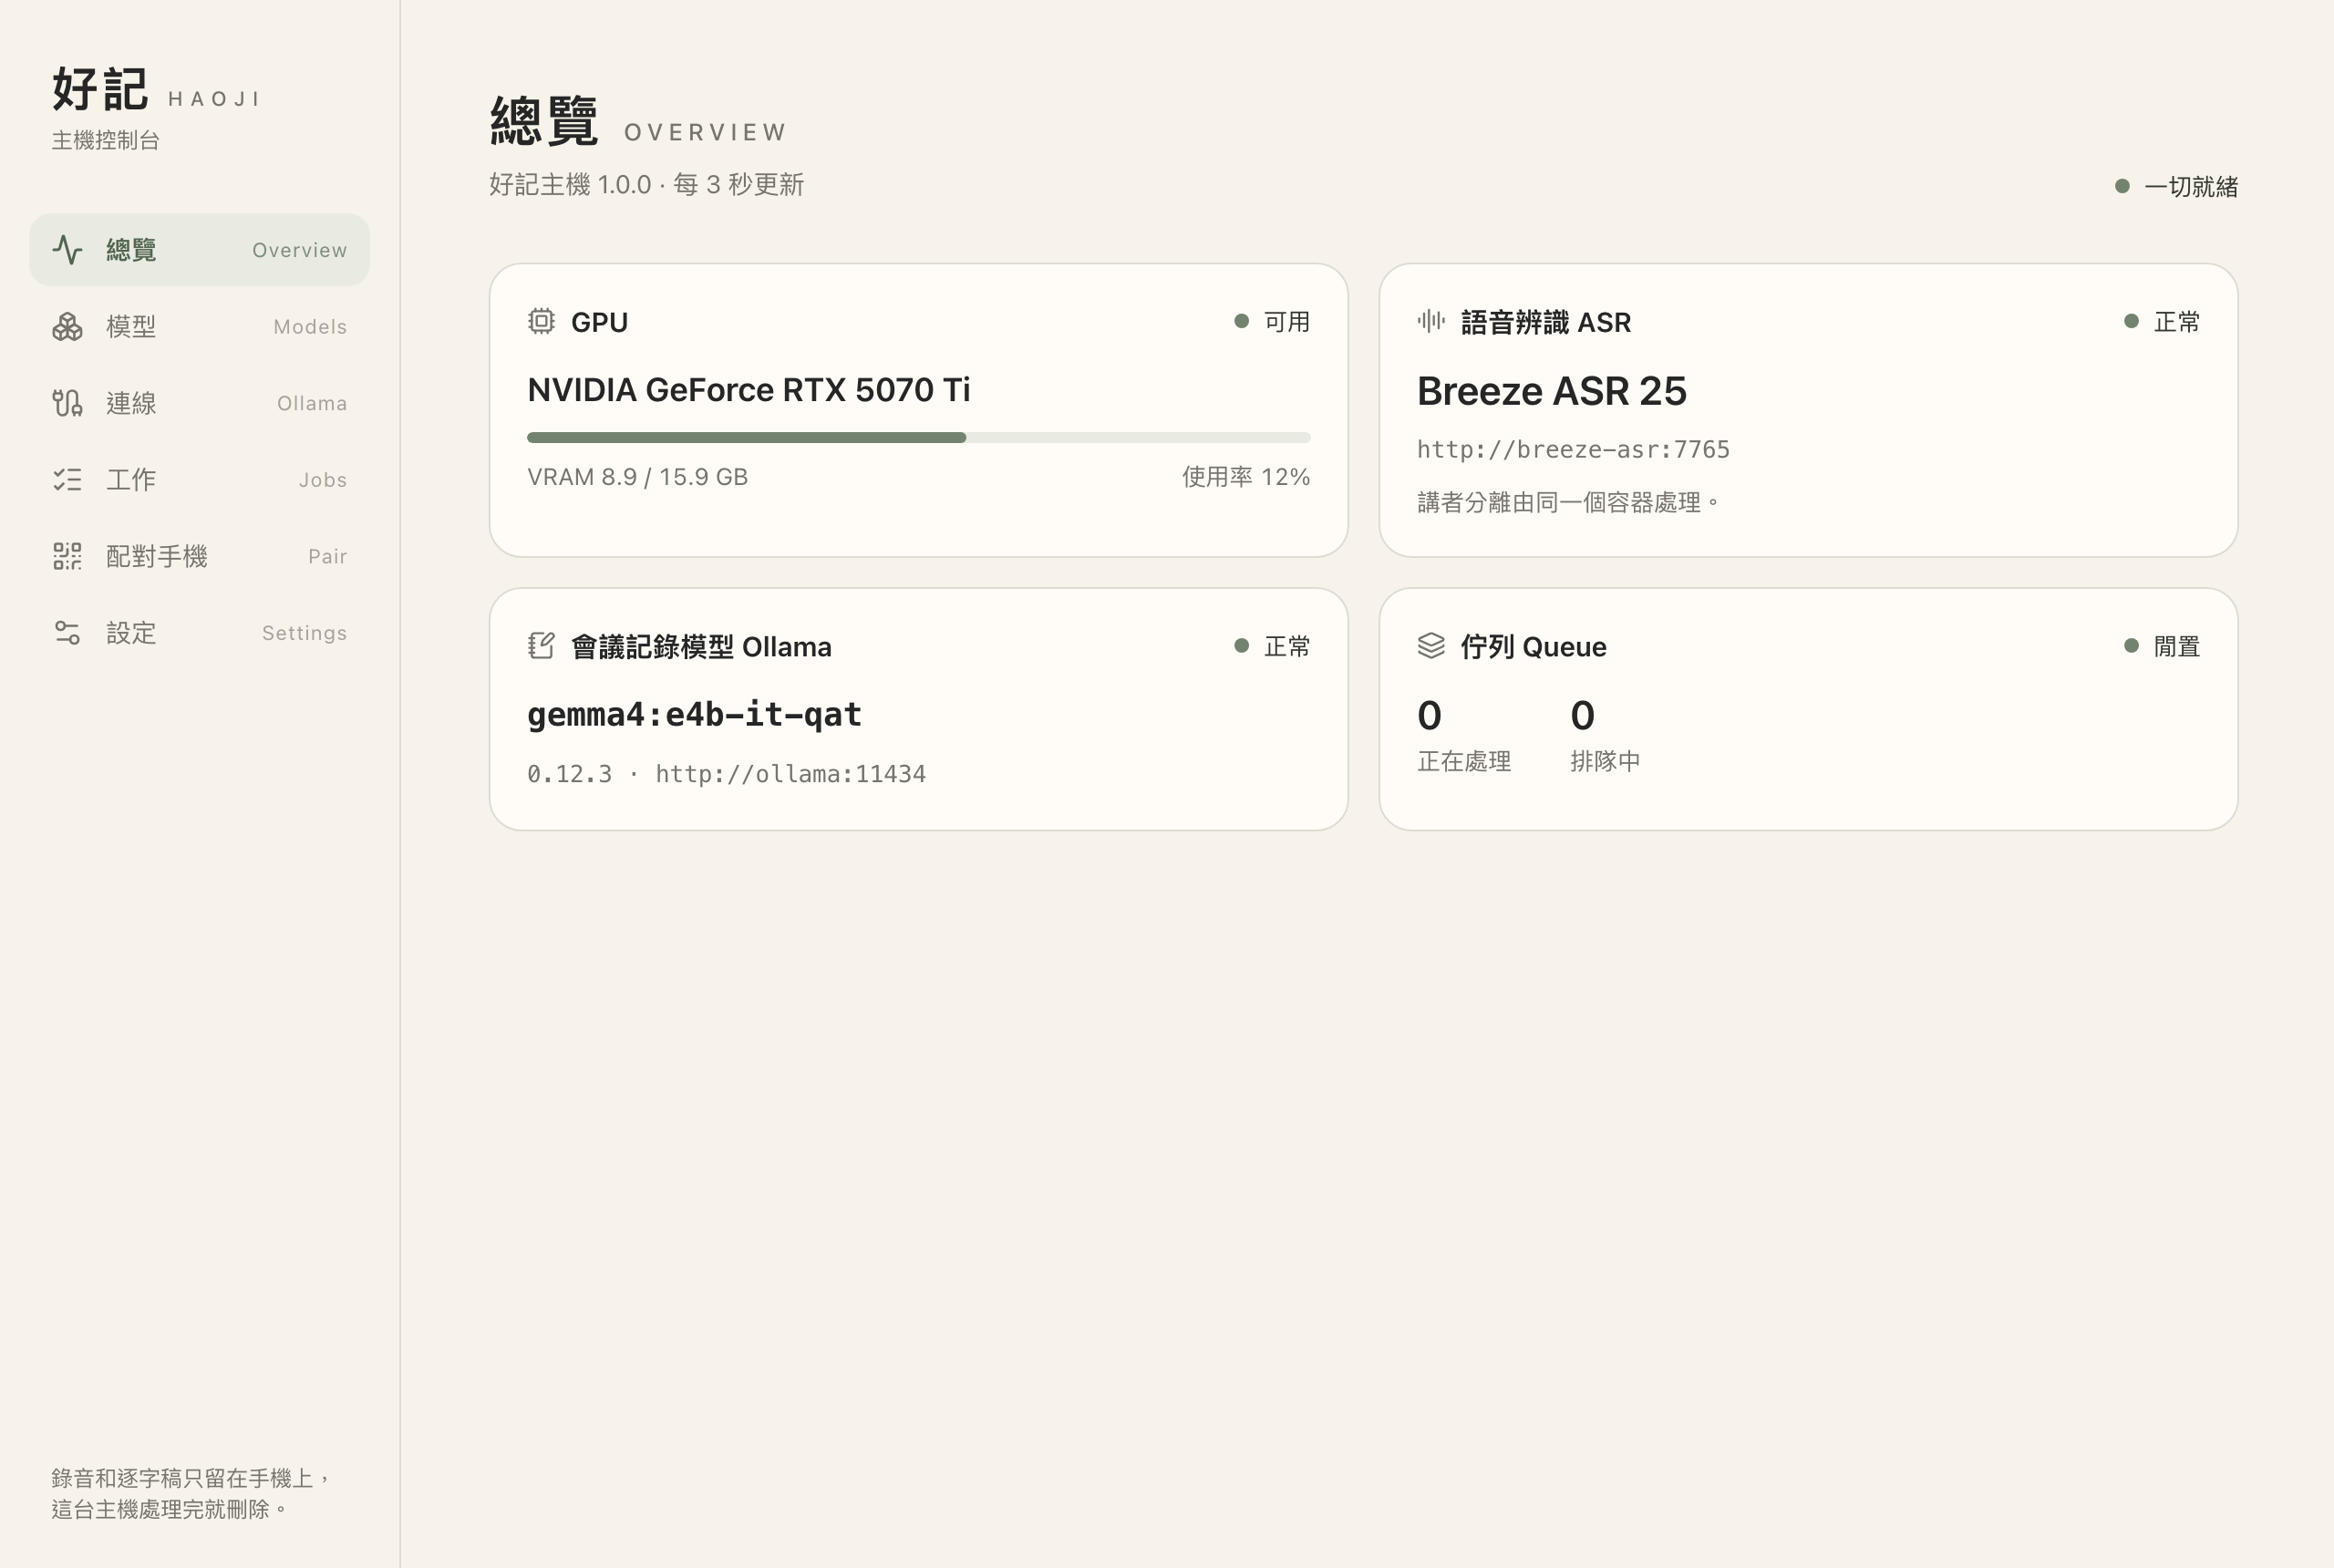 好記 HAOJI
主機控制台
總覽 Overview
模型 Models
連線 Ollama
工作 Jobs
配對手機 Pair
設定 Settings
錄音和逐字稿只留在手機上，
這台主機處理完就刪除。
總覽 OVERVIEW
好記主機 1.0.0 · 每 3 秒更新
一切就緒
GPU 可用
NVIDIA GeForce RTX 5070 Ti
VRAM 8.9 / 15.9 GB 使用率 12%
語音辨識 ASR 正常
Breeze ASR 25
http://breeze-asr:7765
講者分離由同一個容器處理。
會議記錄模型 Ollama 正常
gemma4:e4b-it-qat
0.12.3 · http://ollama:11434
佇列 Queue 閒置
0 0
正在處理 排隊中